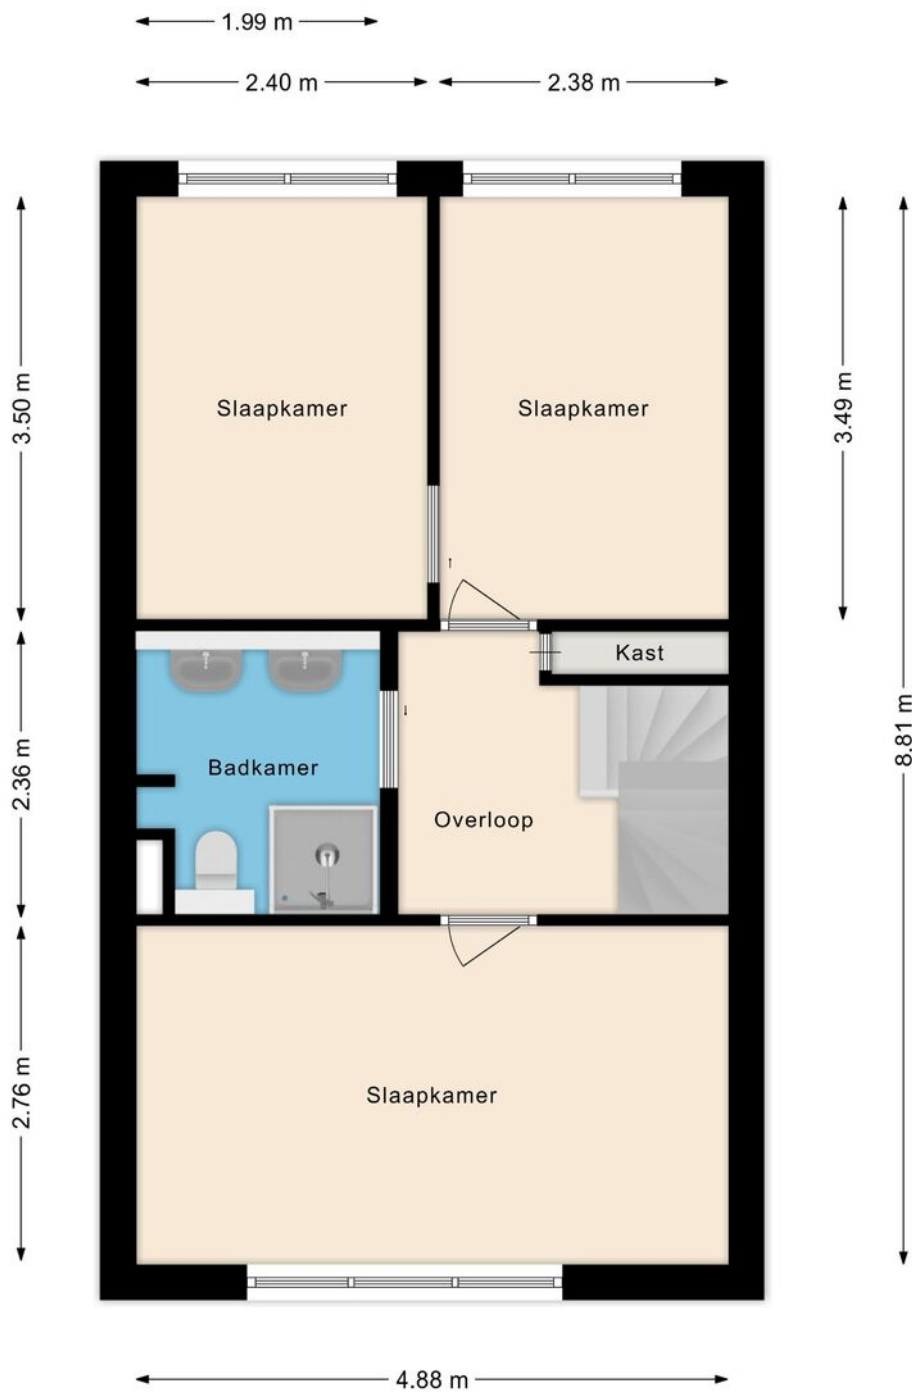 1.99 m
2.40 m
2.38 m
3.50 m
3.49 m
Slaapkamer
Slaapkamer
Kast
8.81 m
2.36 m
Badkamer
Overloop
2.76 m
Slaapkamer
4.88 m